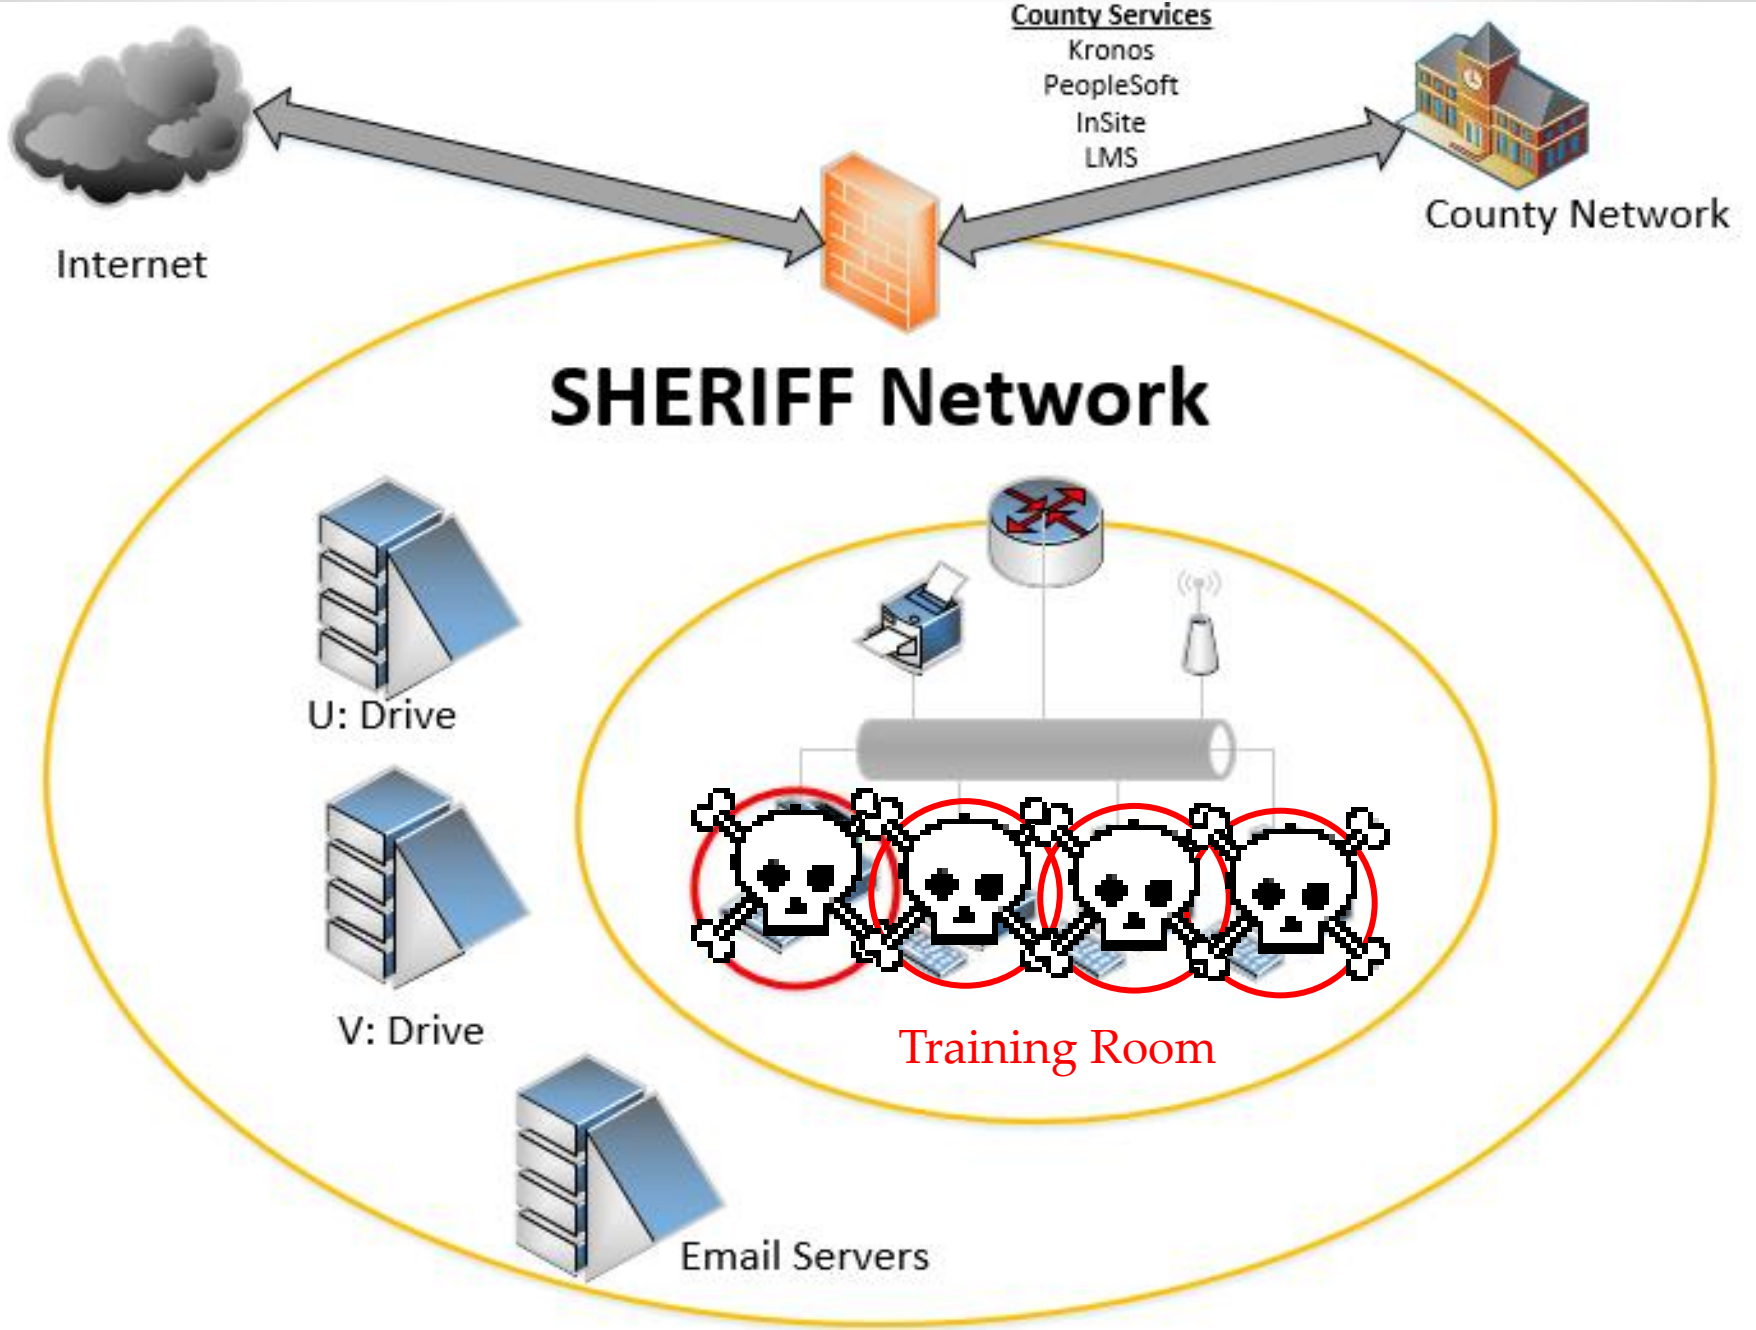 County Services
Kronos
PeopleSoft
InSite
LMS
County Network
Internet
SHERIFF Network
U: Drive
V: Drive
Training Room
Email Servers